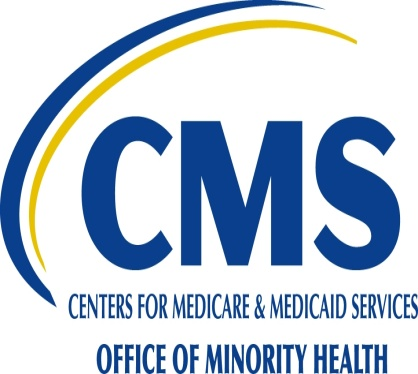 CMS
CENTERS FOR MEDICARE & MEDICAID SERVICES
OFFICE OF MINORITY HEALTH